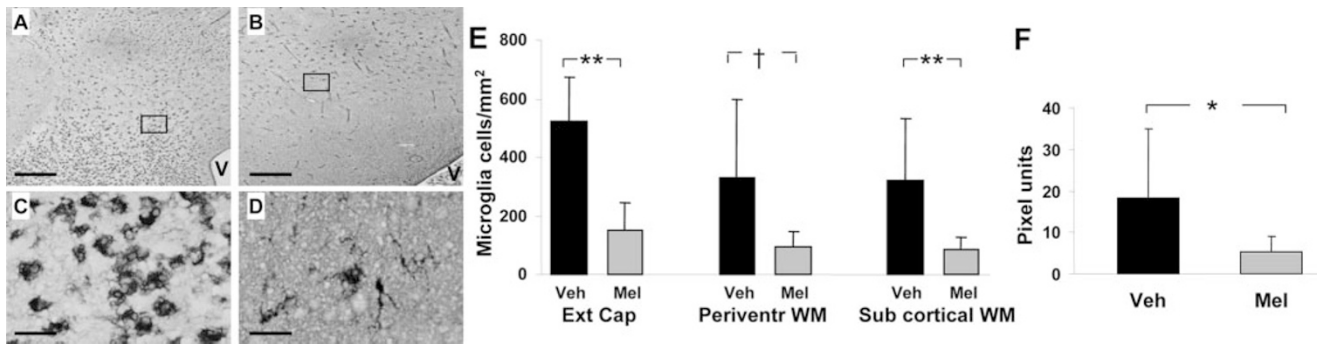 A
B
V
V
C
D
E
Microglia cells/mm²
800
600
400
200
0
**
†
**
Veh Mel Veh Mel Veh Mel
Ext Cap Periventr WM Sub cortical WM
F
Pixel units
40
30
20
10
0
*
Veh Mel